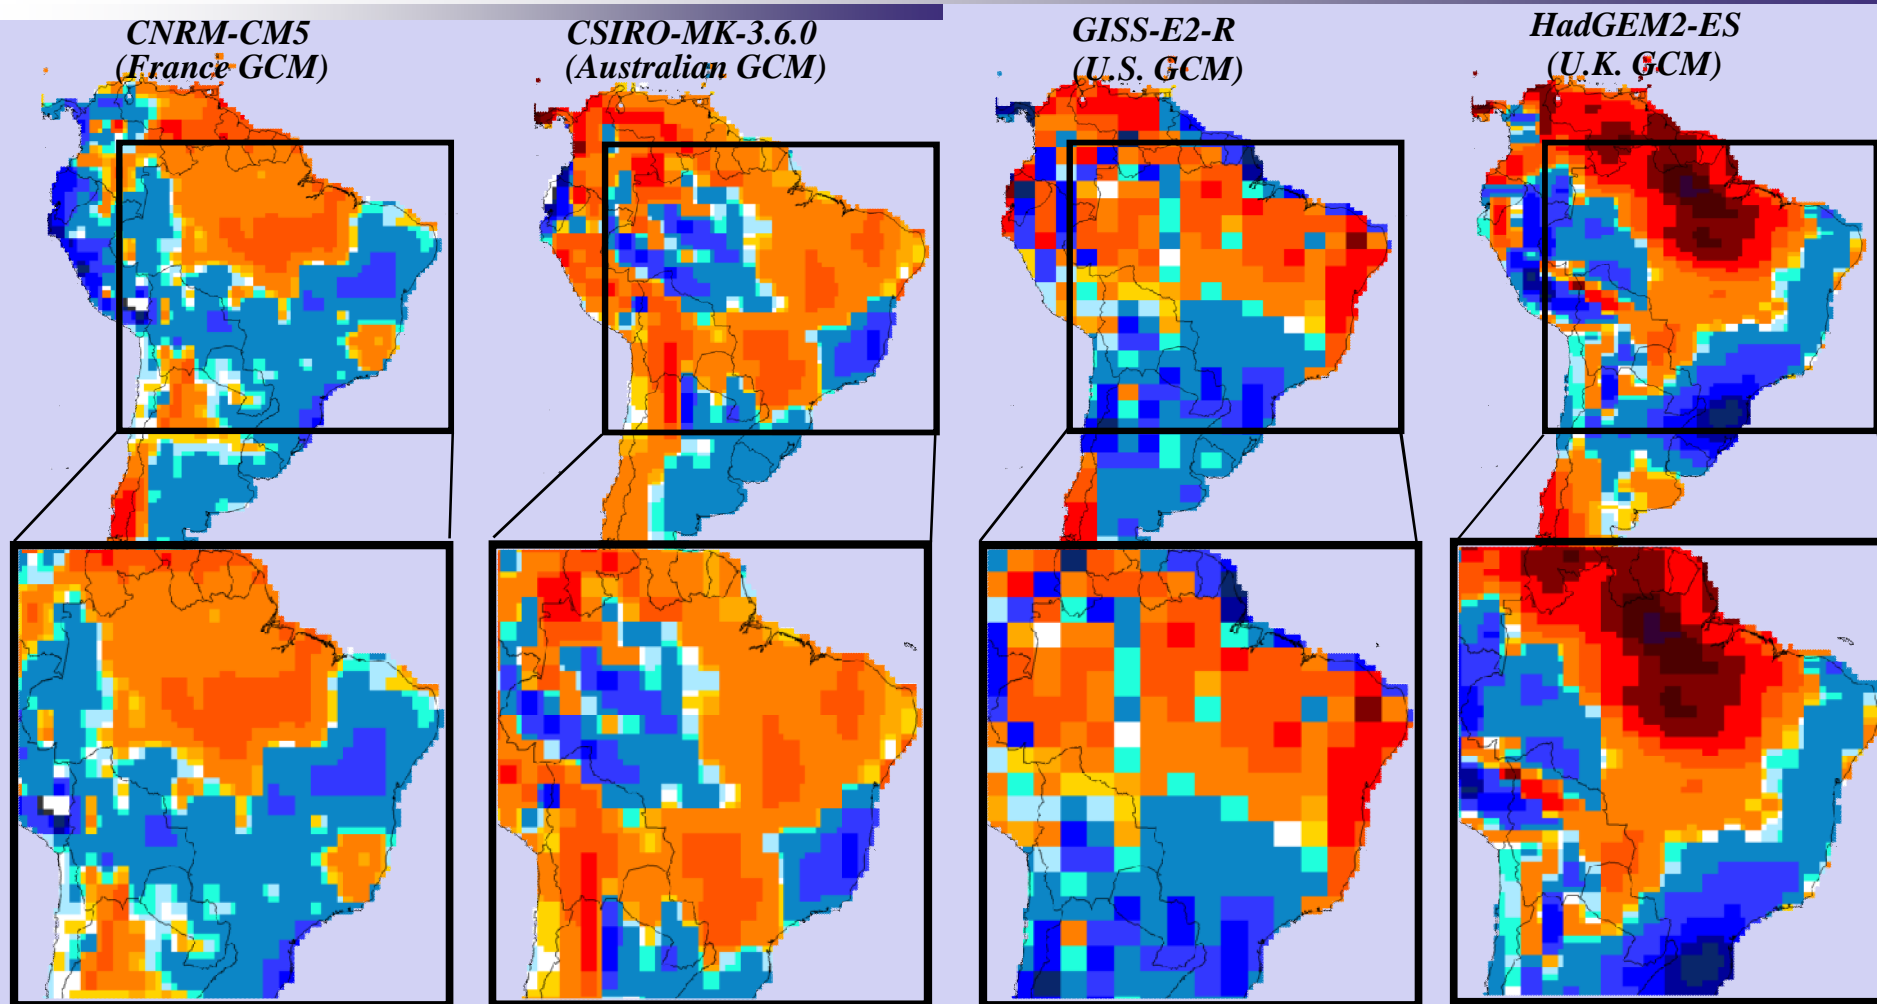 CNRM-CM5
(France GCM)
CSIRO-MK-3.6.0
(Australian GCM)
GISS-E2-R
(U.S. GCM)
HadGEM2-ES
(U.K. GCM)